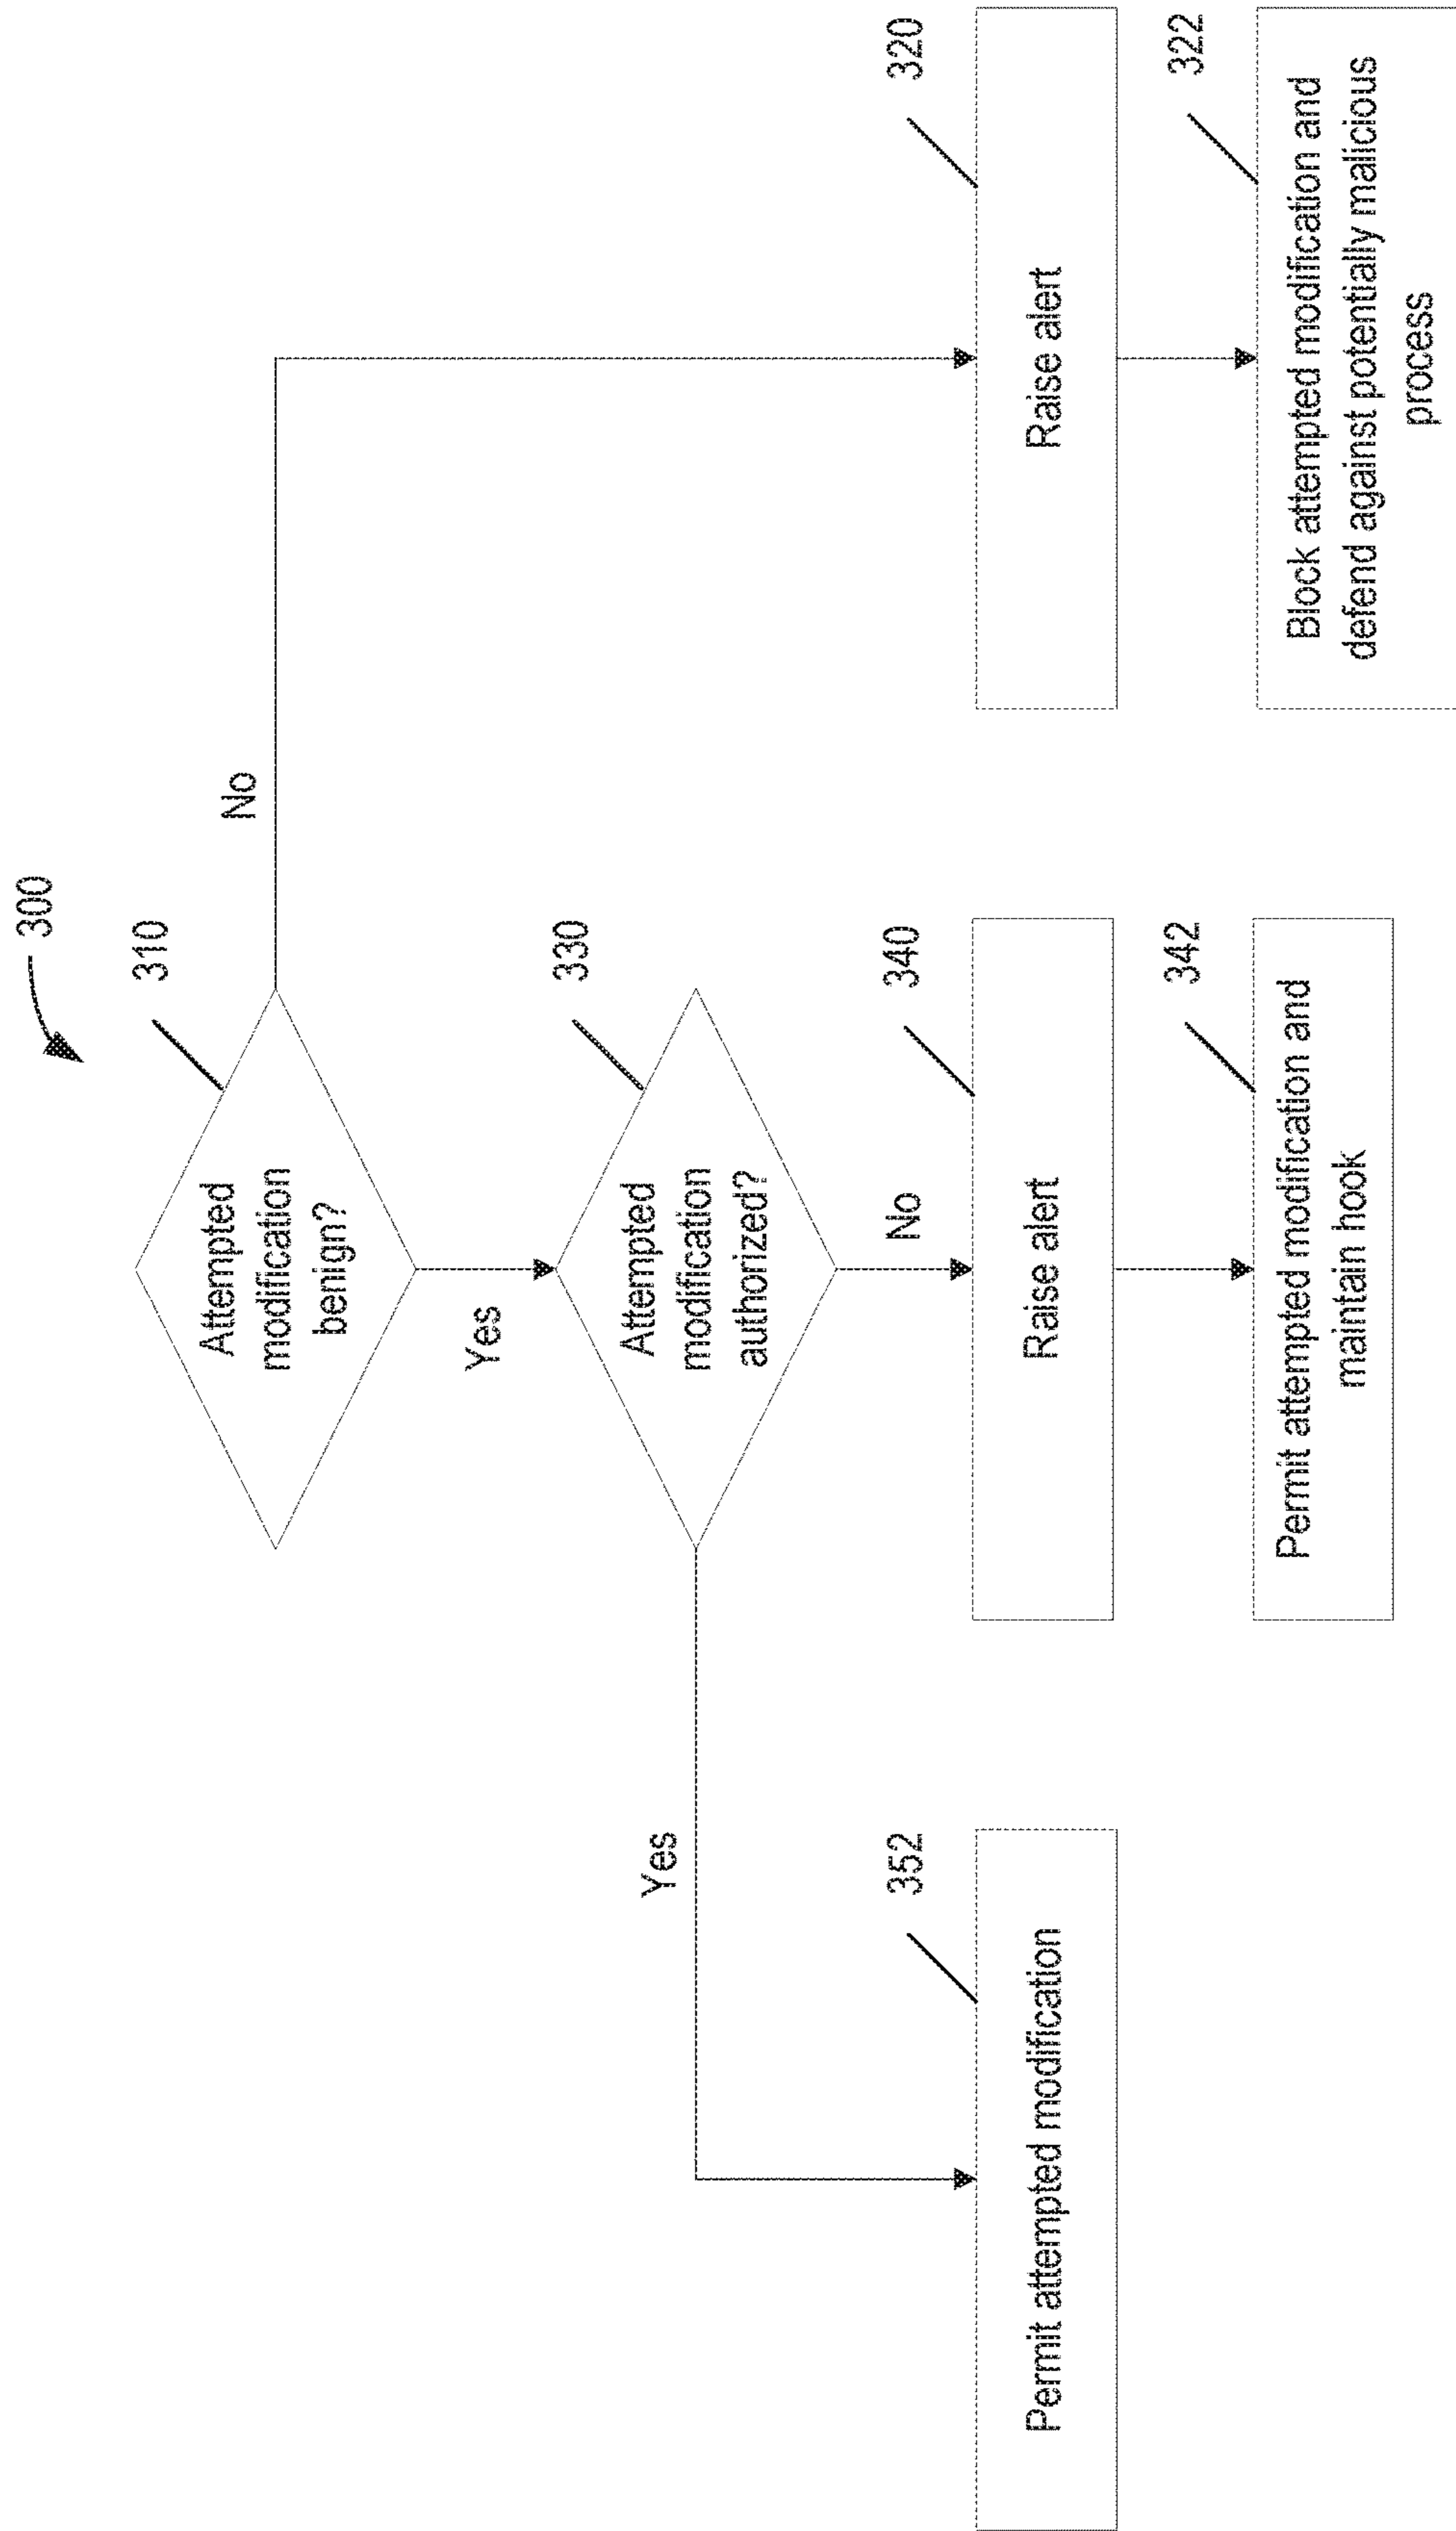 300
310
Attempted
modification
benign?
No
Yes
330
Attempted
modification
authorized?
Yes
No
352
Permit attempted modification
340
Raise alert
320
Raise alert
342
Permit attempted modification and
maintain hook
322
Block attempted modification and
defend against potentially malicious
process